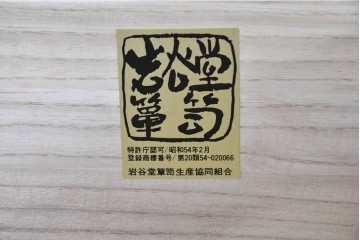 岩谷堂簞笥
特許庁認可/昭和54年2月
登録商標番号/第20類54-020066
岩谷堂簞笥生産協同組合